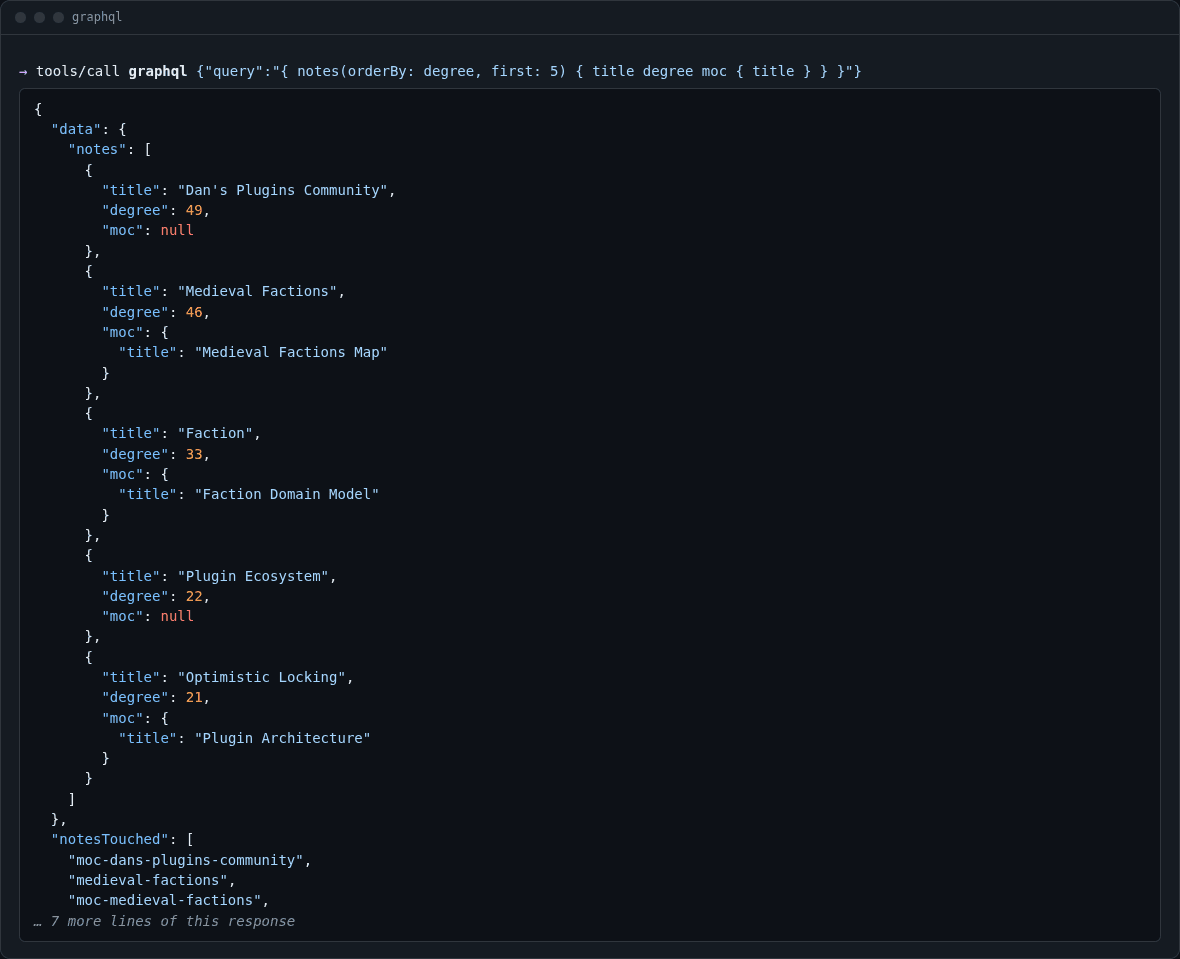 graphql
→ tools/call graphql {"query":"{ notes(orderBy: degree, first: 5) { title degree moc { title } } }"}
{
  "data": {
    "notes": [
      {
        "title": "Dan's Plugins Community",
        "degree": 49,
        "moc": null
      },
      {
        "title": "Medieval Factions",
        "degree": 46,
        "moc": {
          "title": "Medieval Factions Map"
        }
      },
      {
        "title": "Faction",
        "degree": 33,
        "moc": {
          "title": "Faction Domain Model"
        }
      },
      {
        "title": "Plugin Ecosystem",
        "degree": 22,
        "moc": null
      },
      {
        "title": "Optimistic Locking",
        "degree": 21,
        "moc": {
          "title": "Plugin Architecture"
        }
      }
    ]
  },
  "notesTouched": [
    "moc-dans-plugins-community",
    "medieval-factions",
    "moc-medieval-factions",
… 7 more lines of this response